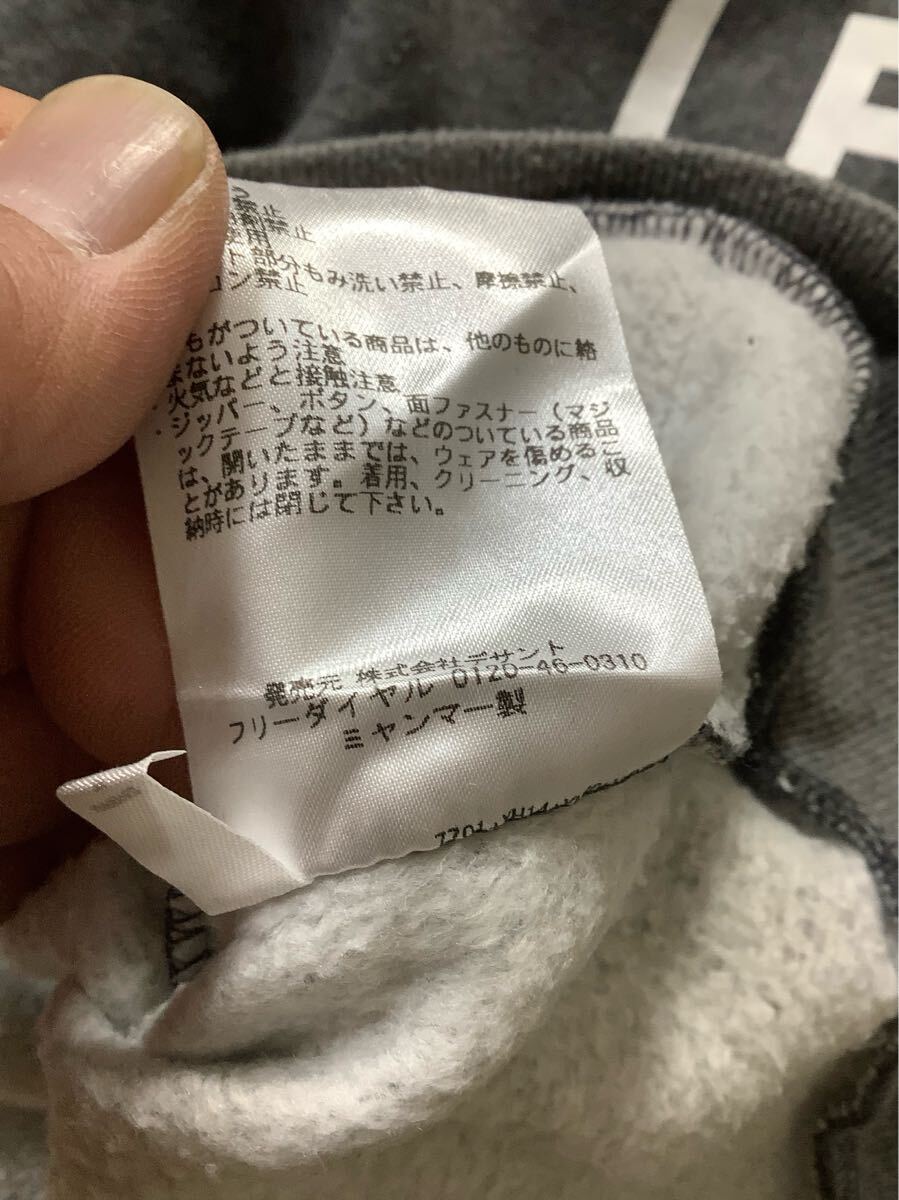 禁止
使用
ト部分もみ洗い禁止、摩擦禁止、
ロン禁止
もがついている商品は、他のものに絡
まないよう注意
・火気などと接触注意
・ジッパー、ボタン、面ファスナー（マジ
ックテープなど）などのついている商品
は、開いたままでは、ウェアを傷めるこ
とがあります。着用、クリーニング、収
納時には閉じて下さい。
発売元 株式会社デサント
フリーダイヤル 0120-46-0310
ミャンマー製